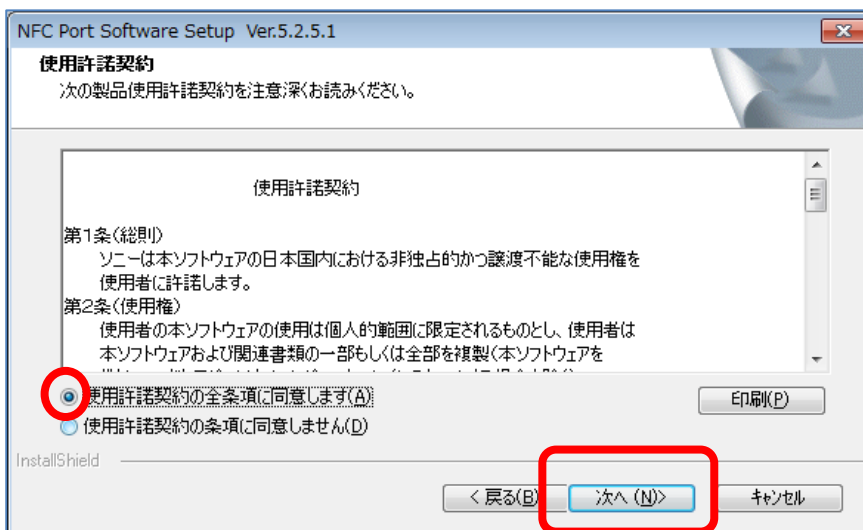 NFC Port Software Setup Ver.5.2.5.1
使用許諾契約
次の製品使用許諾契約を注意深くお読みください。
使用許諾契約
第1条(総則)
ソニーは本ソフトウェアの日本国内における非独占的かつ譲渡不能な使用権を
使用者に許諾します。
第2条(使用権)
使用者の本ソフトウェアの使用は個人的範囲に限定されるものとし、使用者は
本ソフトウェアおよび関連書類の一部もしくは全部を複製(本ソフトウェアを
使用許諾契約の全条項に同意します(A)
印刷(P)
使用許諾契約の条項に同意しません(D)
InstallShield
< 戻る(B)
次へ (N)>
キャンセル